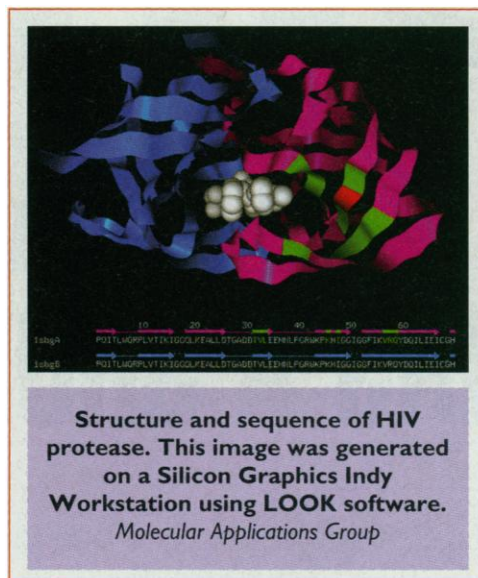 10 20 30 40 50 60
1sbgA
1sbgB
Structure and sequence of HIV
protease. This image was generated
on a Silicon Graphics Indy
Workstation using LOOK software.
Molecular Applications Group